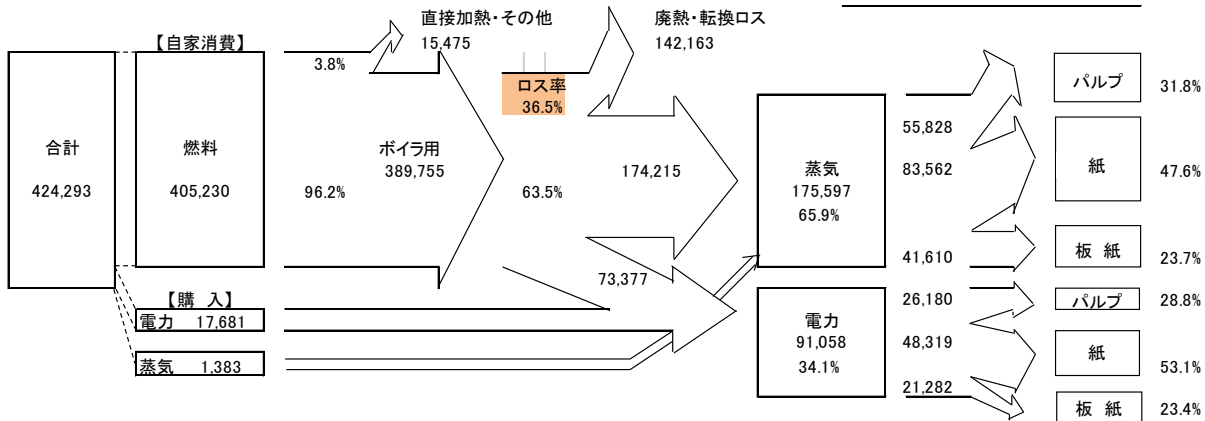 直接加熱・その他
15,475
廃熱・転換ロス
142,163
【自家消費】
3.8%
ロス率
36.5%
合計
424,293
燃料
405,230
96.2%
ボイラ用
389,755
63.5%
174,215
蒸気
175,597
65.9%
55,828
83,562
41,610
パルプ
31.8%
紙
47.6%
板 紙
23.7%
73,377
【購 入】
電力 17,681
蒸気 1,383
電力
91,058
34.1%
26,180
48,319
21,282
パルプ
28.8%
紙
53.1%
板 紙
23.4%